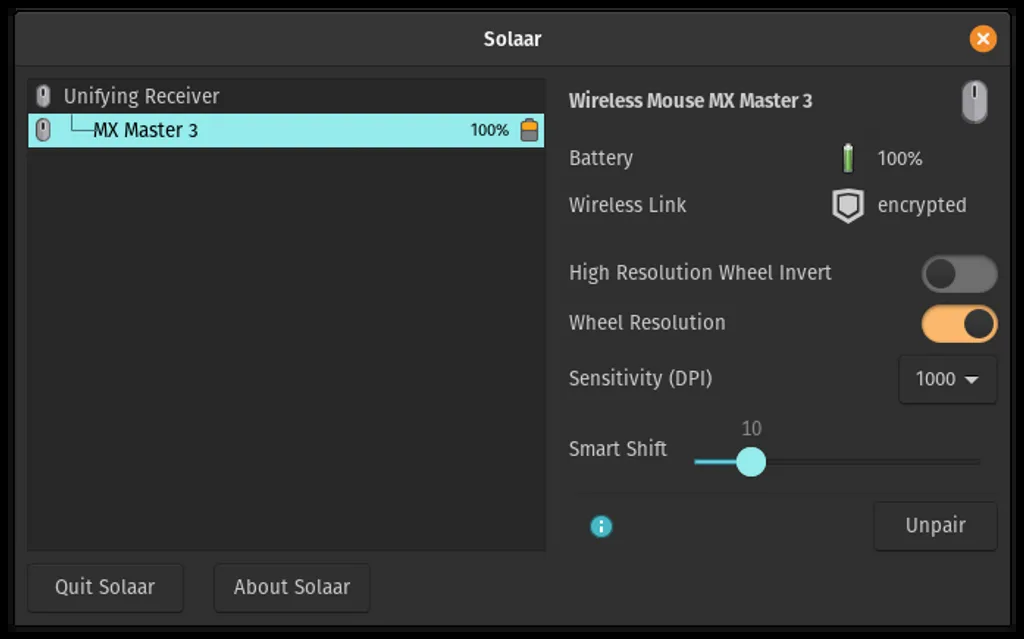 Solaar
Unifying Receiver
MX Master 3 100%
Wireless Mouse MX Master 3
Battery 100%
Wireless Link encrypted
High Resolution Wheel Invert
Wheel Resolution
Sensitivity (DPI) 1000
10
Smart Shift
Unpair
Quit Solaar About Solaar